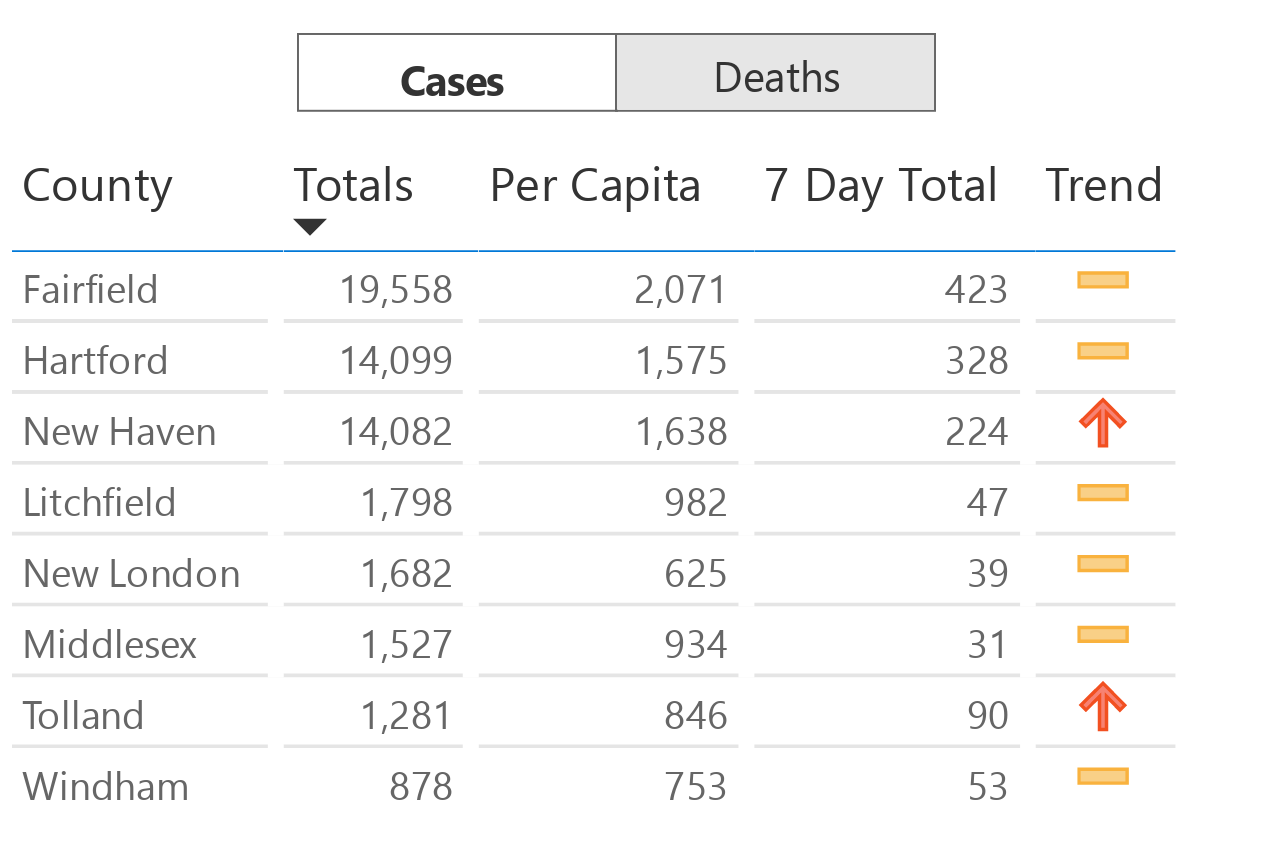 Cases Deaths
County Totals Per Capita 7 Day Total Trend
Fairfield 19,558 2,071 423
Hartford 14,099 1,575 328
New Haven 14,082 1,638 224
Litchfield 1,798 982 47
New London 1,682 625 39
Middlesex 1,527 934 31
Tolland 1,281 846 90
Windham 878 753 53